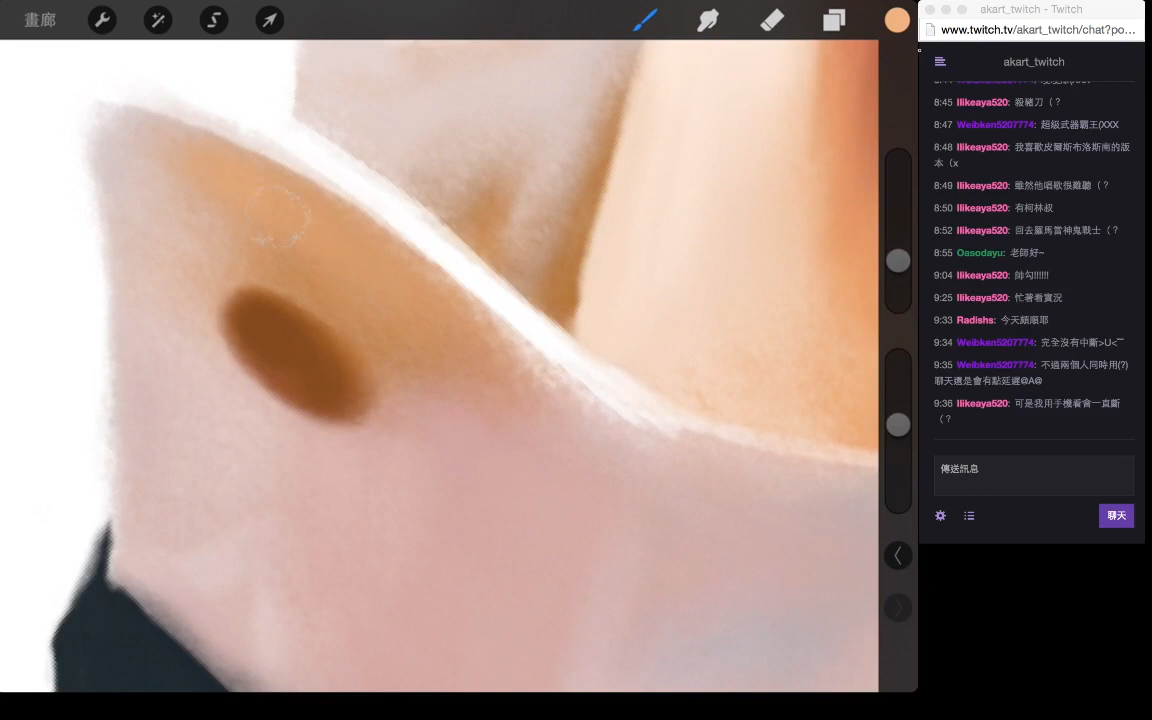 畫廊
akart_twitch - Twitch
www.twitch.tv/akart_twitch/chat?po...
akart_twitch
8:45 llikeaya520: 殺豬刀（？
8:47 Weibken5207774: 超級武器霸王(XXX
8:48 llikeaya520: 我喜歡皮爾斯布洛斯南的版
本（x
8:49 llikeaya520: 雖然他唱歌很難聽（？
8:50 llikeaya520: 有柯林叔
8:52 llikeaya520: 回去羅馬當神鬼戰士（？
8:55 Oasodayu: 老師好~
9:04 llikeaya520: 帥勾!!!!!!
9:25 llikeaya520: 忙著看實況
9:33 Radishs: 今天頗順耶
9:34 Weibken5207774: 完全沒有中斷>U<~~
9:35 Weibken5207774: 不過兩個人同時用(?)
聊天還是會有點延遲@A@
9:36 llikeaya520: 可是我用手機看會一直斷
（？
傳送訊息
聊天